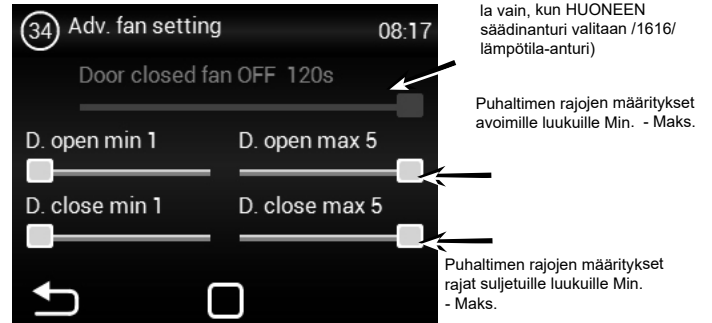 34 Adv. fan setting 08:17
Door closed fan OFF 120s
D. open min 1 D. open max 5
D. close min 1 D. close max 5
la vain, kun HUONEEN
säädinanturi valitaan /1616/
lämpötila-anturi)
Puhaltimen rajojen määritykset
avoimille luukuille Min. - Maks.
Puhaltimen rajojen määritykset
rajat suljetuille luukuille Min.
- Maks.